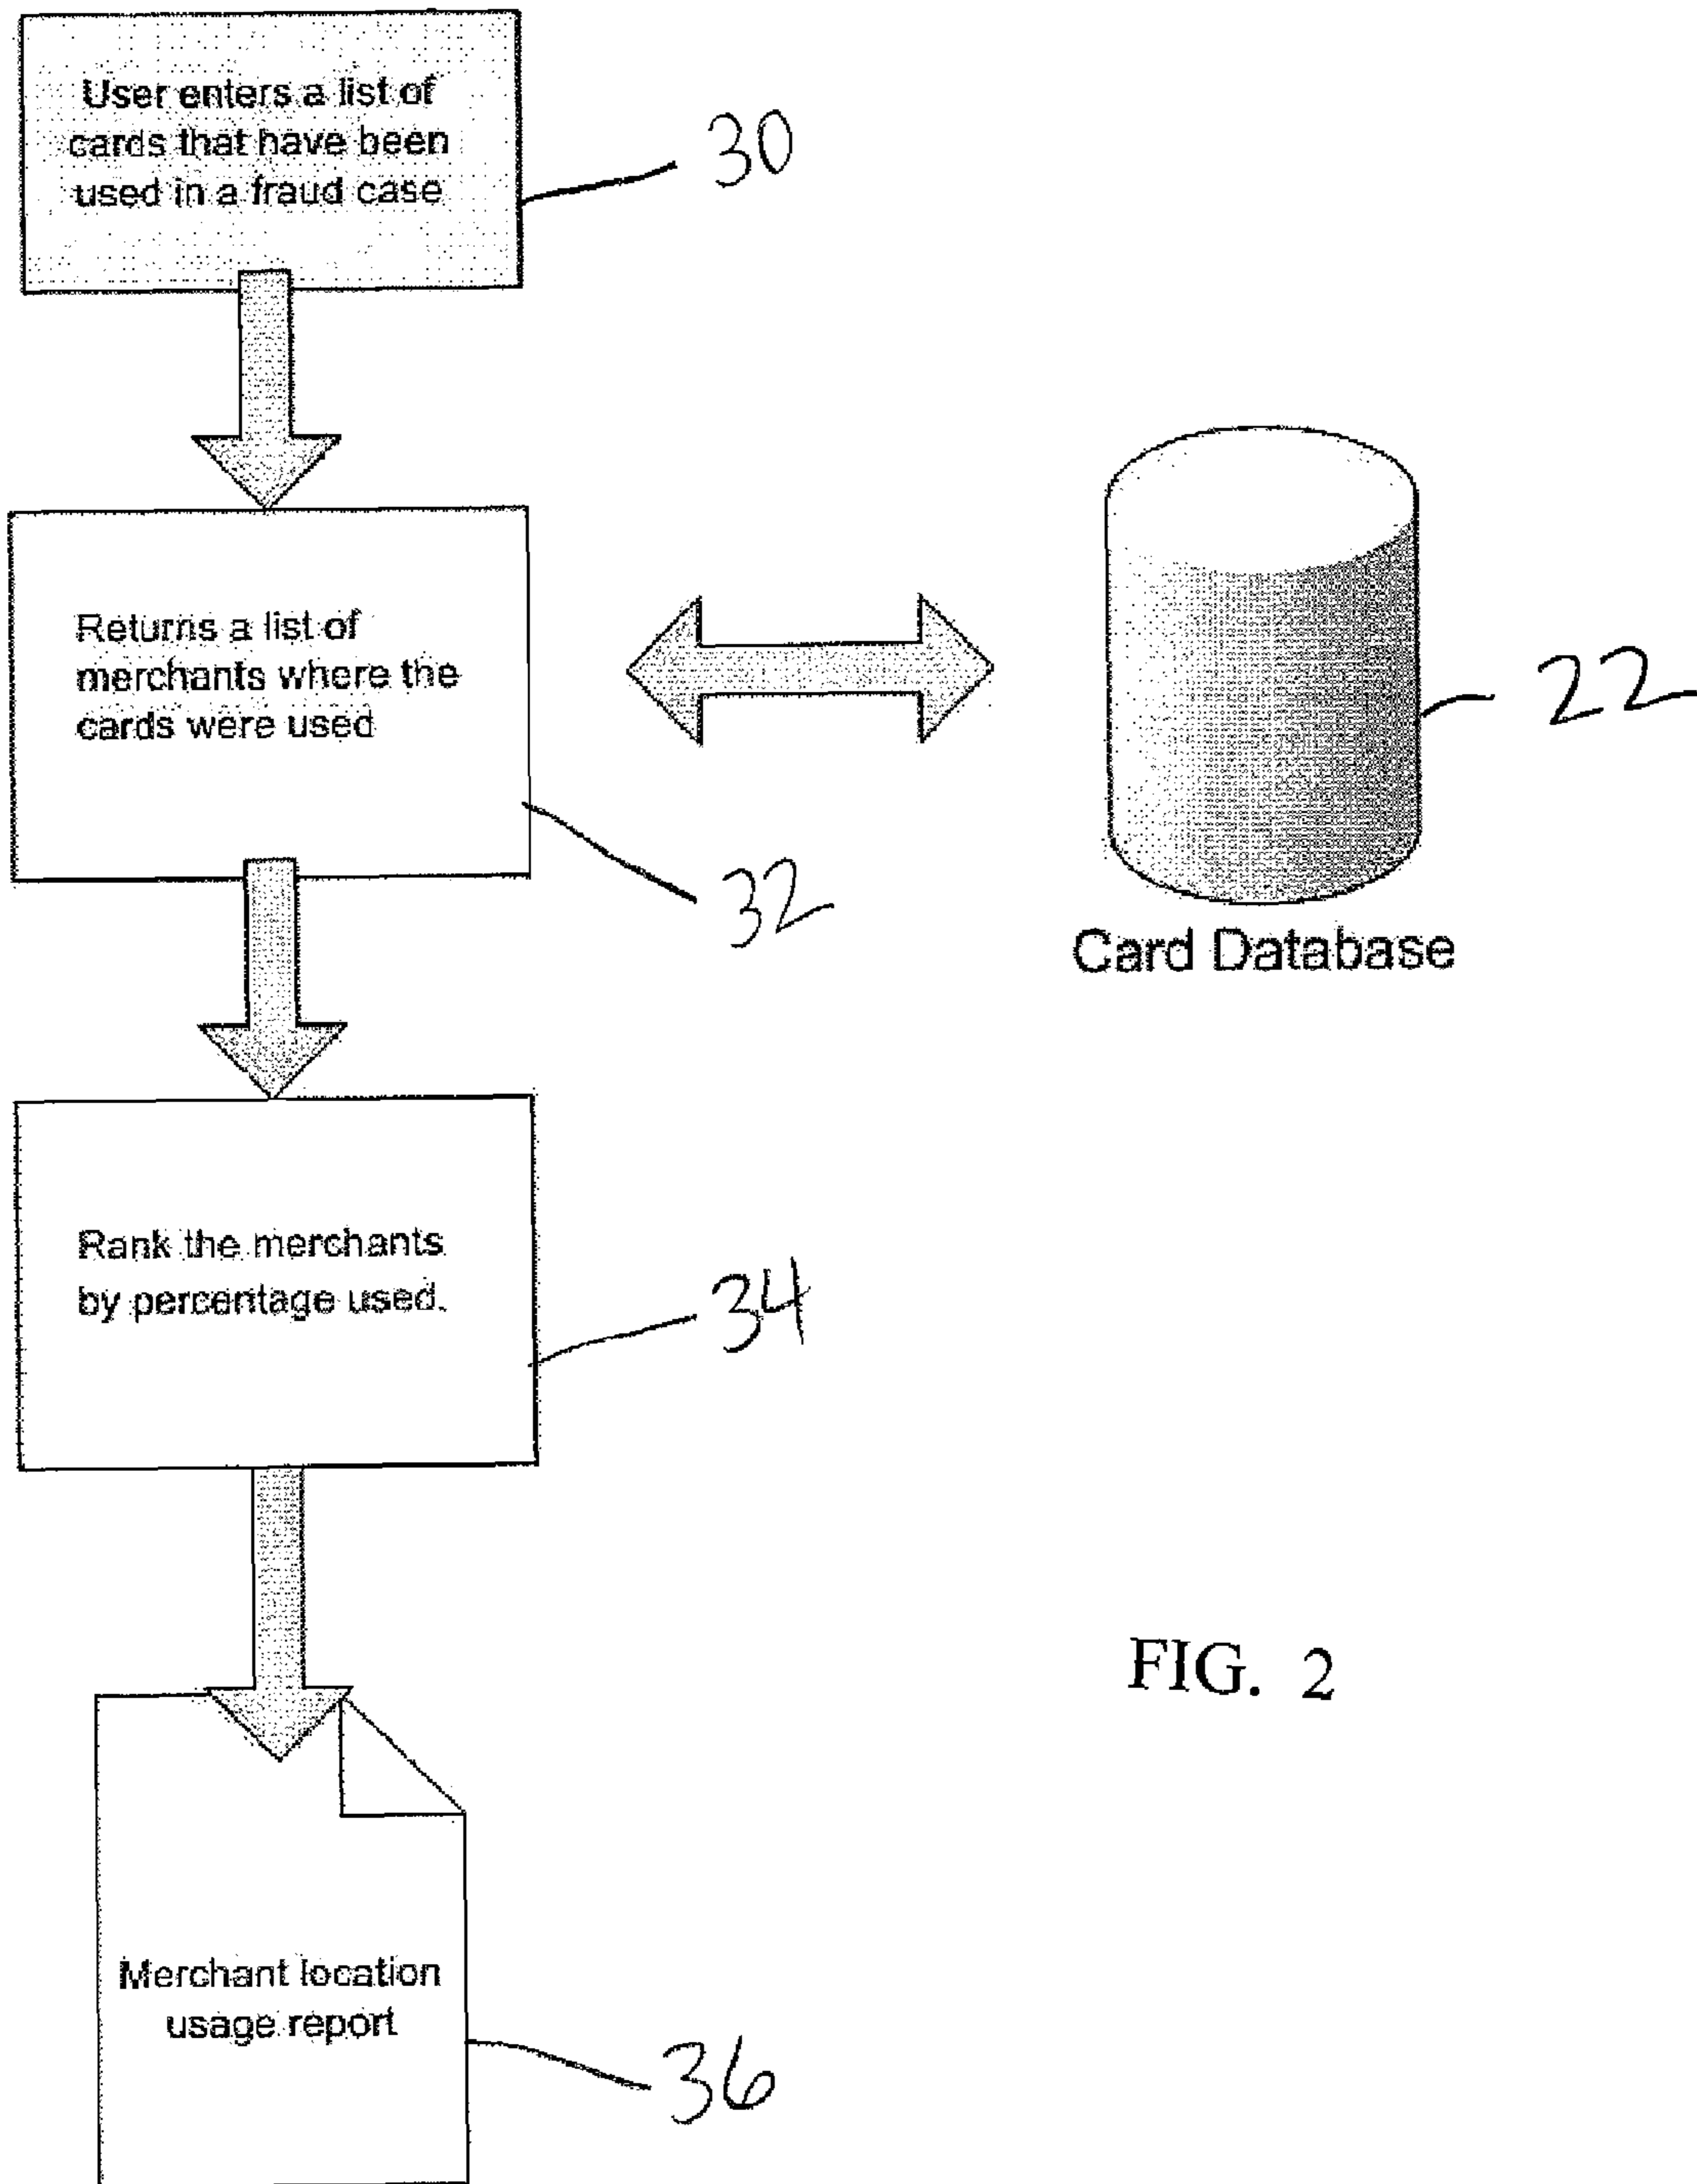 User enters a list of
cards that have been
used in a fraud case
30
Returns a list of
merchants where the
cards were used
32
22
Card Database
Rank the merchants
by percentage used.
34
Merchant location
usage report
36
FIG. 2